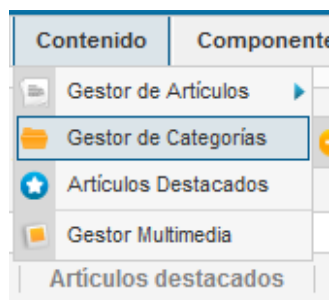 Contenido Componente
Gestor de Artículos
Gestor de Categorías
Artículos Destacados
Gestor Multimedia
Artículos destacados